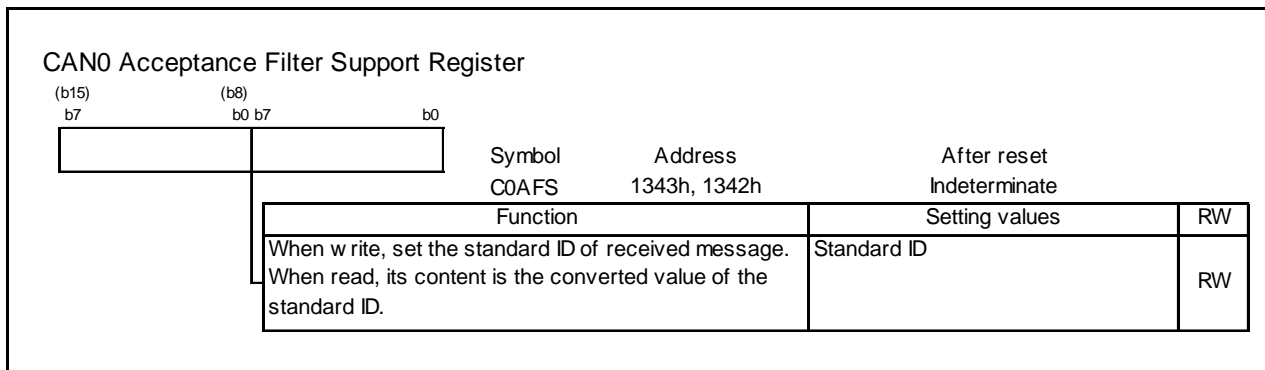 CAN0 Acceptance Filter Support Register
(b15) (b8)
b7 b0 b7 b0
Symbol Address After reset
C0AFS 1343h, 1342h Indeterminate
Function Setting values RW
When write, set the standard ID of received message. Standard ID
When read, its content is the converted value of the RW
standard ID.